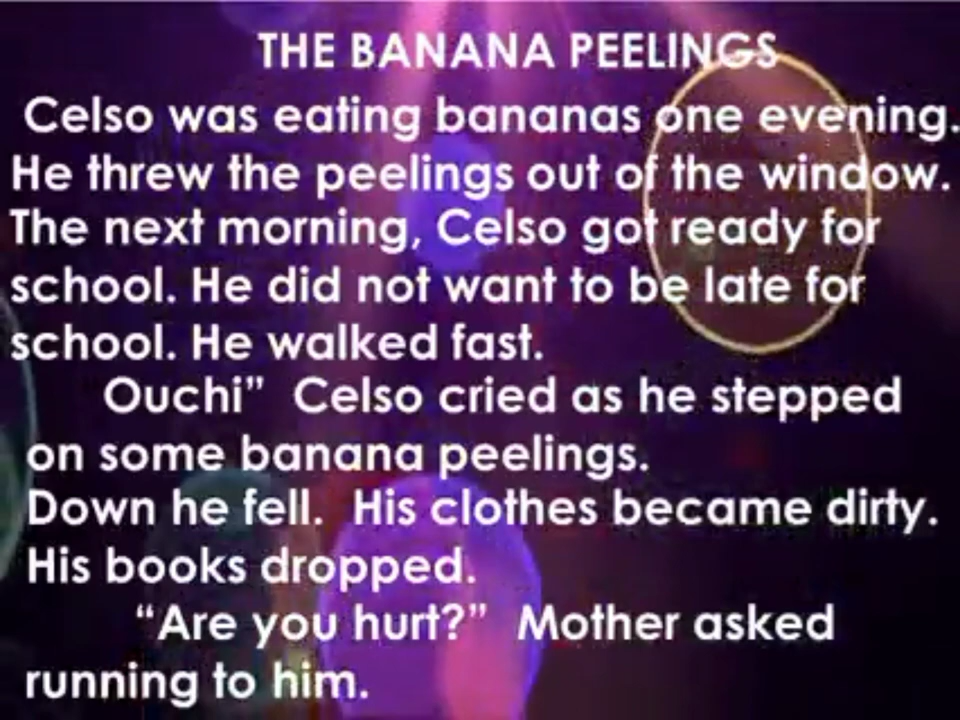 THE BANANA PEELINGS
Celso was eating bananas one evening.
He threw the peelings out of the window.
The next morning, Celso got ready for
school. He did not want to be late for
school. He walked fast.
Ouchi” Celso cried as he stepped
on some banana peelings.
Down he fell. His clothes became dirty.
His books dropped.
“Are you hurt?” Mother asked
running to him.